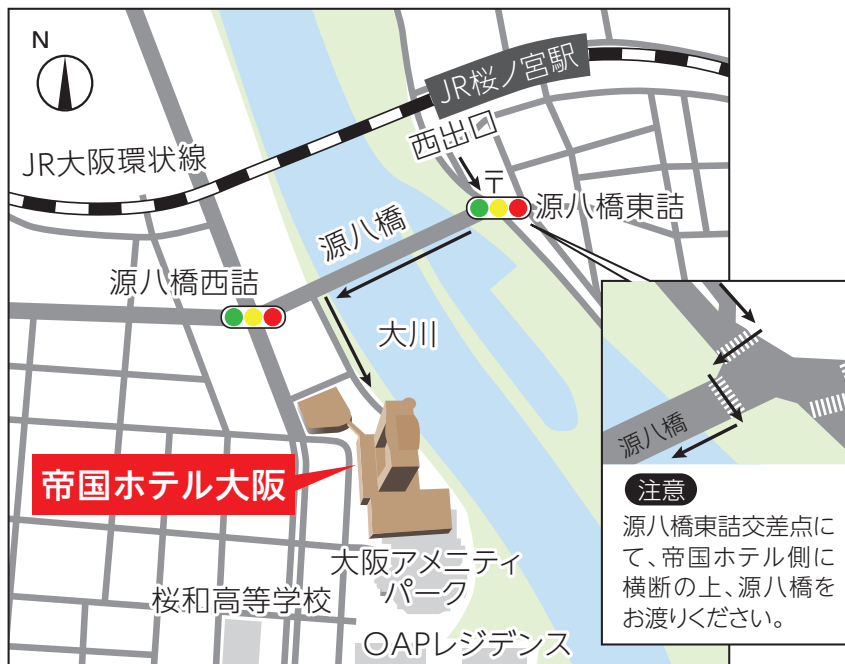 N
JR桜ノ宮駅
西出口
JR大阪環状線
〒
源八橋東詰
源八橋
源八橋西詰
大川
帝国ホテル大阪
大阪アメニティ
パーク
桜和高等学校
OAPレジデンス
源八橋
注意
源八橋東詰交差点に
て、帝国ホテル側に
横断の上、源八橋を
お渡りください。